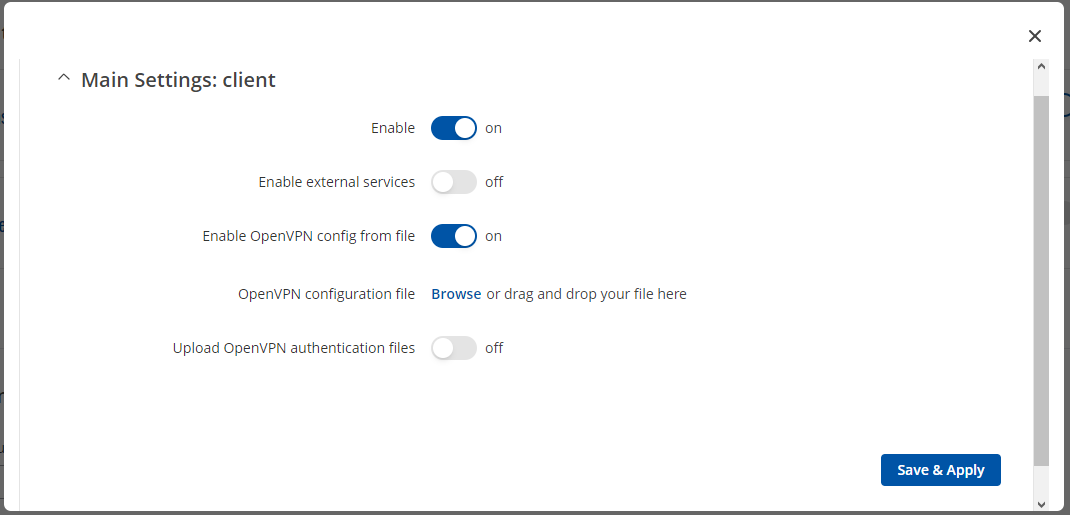 Main Settings: client
Enable on
Enable external services off
Enable OpenVPN config from file on
OpenVPN configuration file Browse or drag and drop your file here
Upload OpenVPN authentication files off
Save & Apply